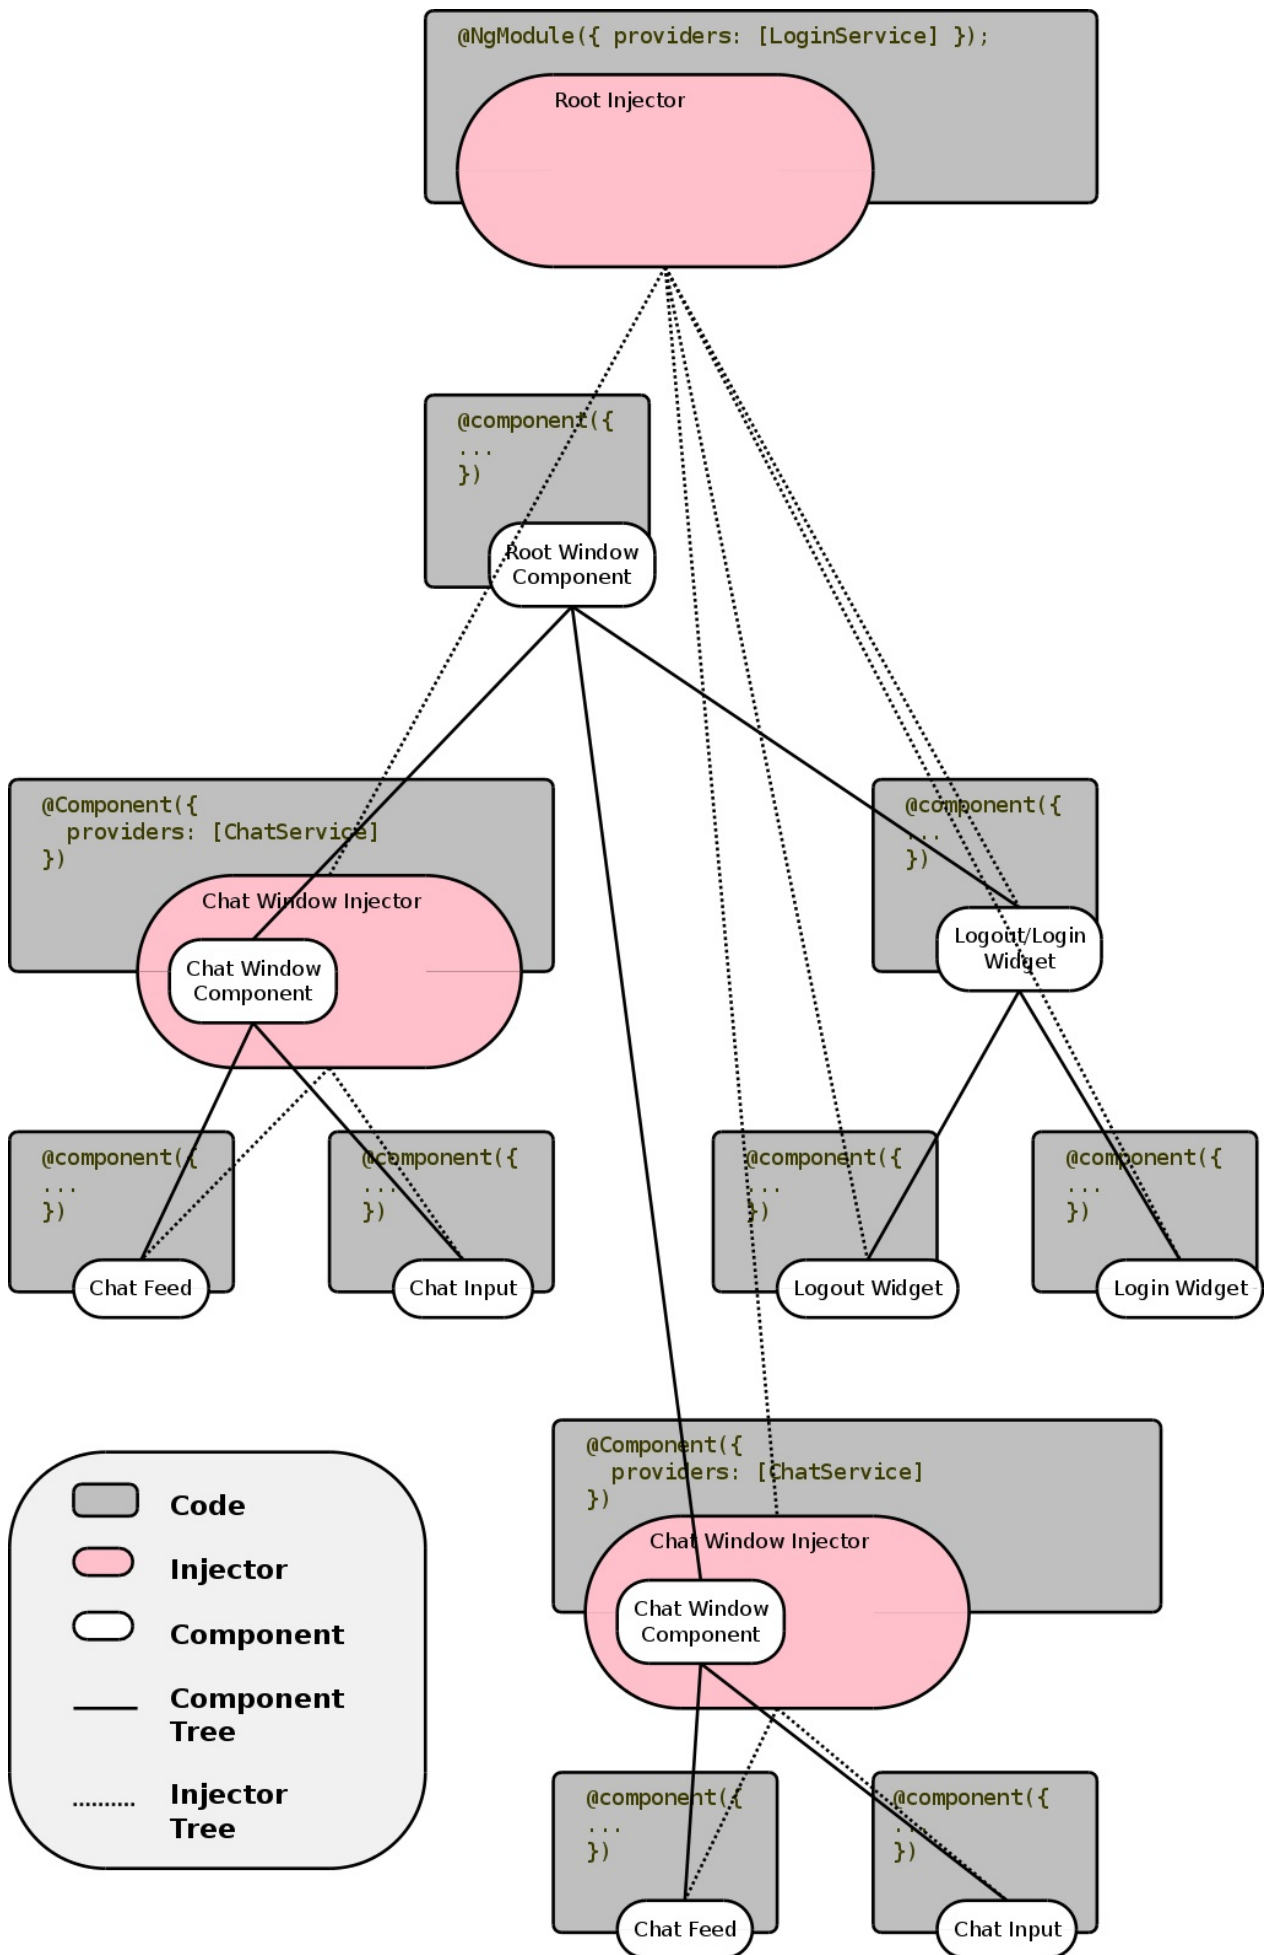 @NgModule({ providers: [LoginService] });
Root Injector
@component({
...
})
Root Window
Component
@Component({
providers: [ChatService]
})
Chat Window Injector
Chat Window
Component
@component({
...
})
Logout/Login
Widget
@component({
...
})
Chat Feed
@component({
...
})
Chat Input
@component({
...
})
Logout Widget
@component({
...
})
Login Widget
@Component({
providers: [ChatService]
})
Chat Window Injector
Chat Window
Component
@component({
...
})
Chat Feed
@component({
...
})
Chat Input
Code
Injector
Component
Component
Tree
Injector
Tree